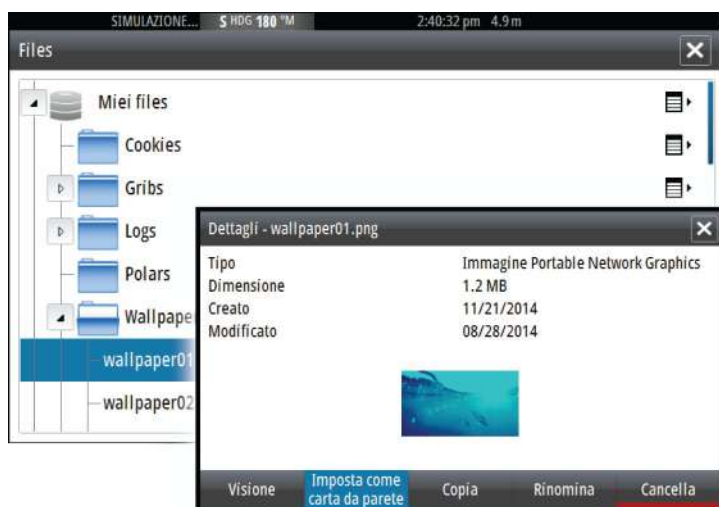 SIMULAZIONE... S HDG 180 °M 2:40:32 pm 4.9 m
Files
Miei files
Cookies
Gribs
Logs
Polars
Wallpape
wallpaper01
wallpaper02
Dettagli - wallpaper01.png
Tipo Immagine Portable Network Graphics
Dimensione 1.2 MB
Creato 11/21/2014
Modificato 08/28/2014
Visione Imposta come carta da parete Copia Rinomina Cancella